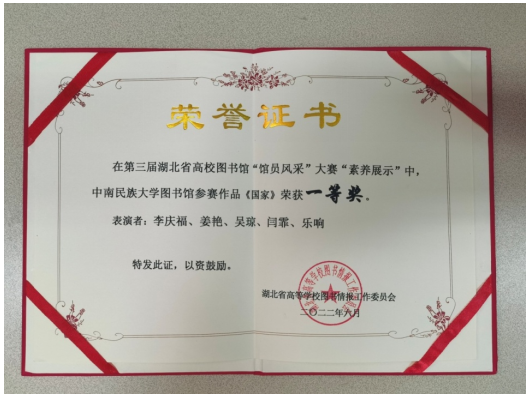 荣誉证书
在第三届湖北省高校图书馆“馆员风采”大赛“素养展示”中，
中南民族大学图书馆参赛作品《国家》荣获一等奖。
表演者：李庆福、姜艳、吴琼、闫霏、乐响
特发此证，以资鼓励。
湖北省高等学校图书情报工作委员会
二〇二二年六月